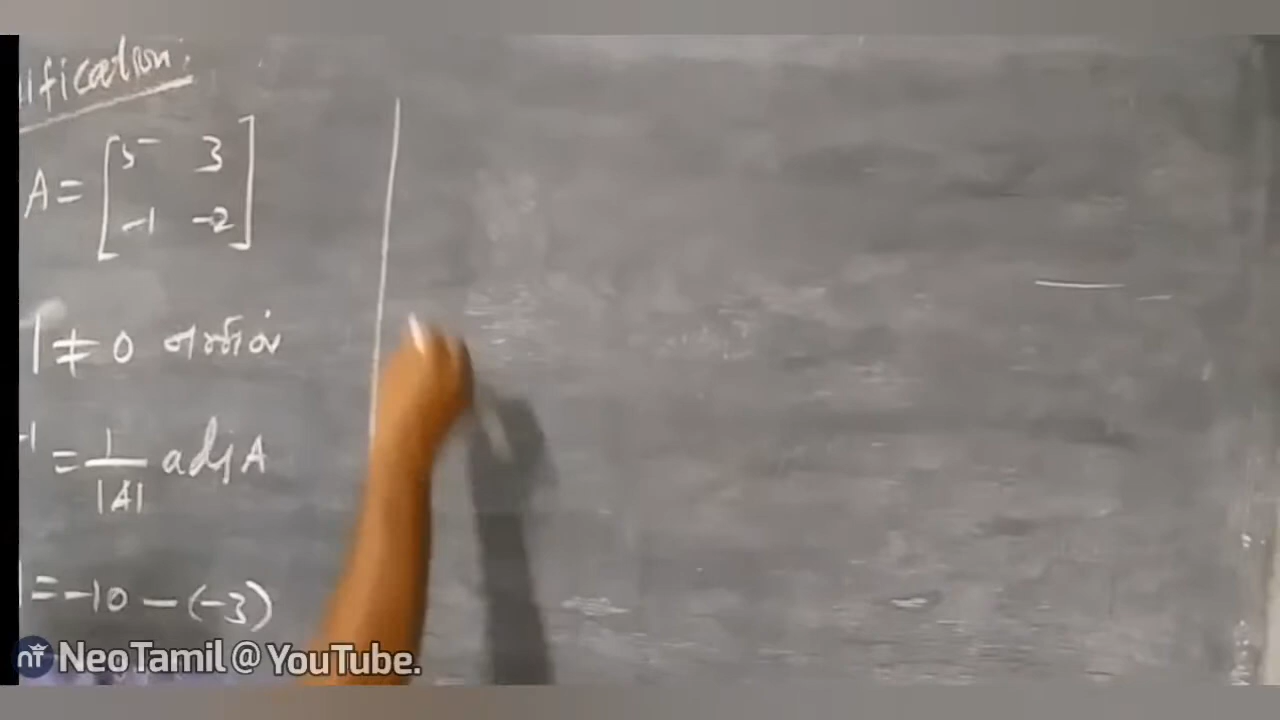 ification:
A = [ 5 3
-1 -2 ]
| ≠ 0 எனில்
-1 = 1/|A| adj A
| = -10 - (-3)
NeoTamil @ YouTube.